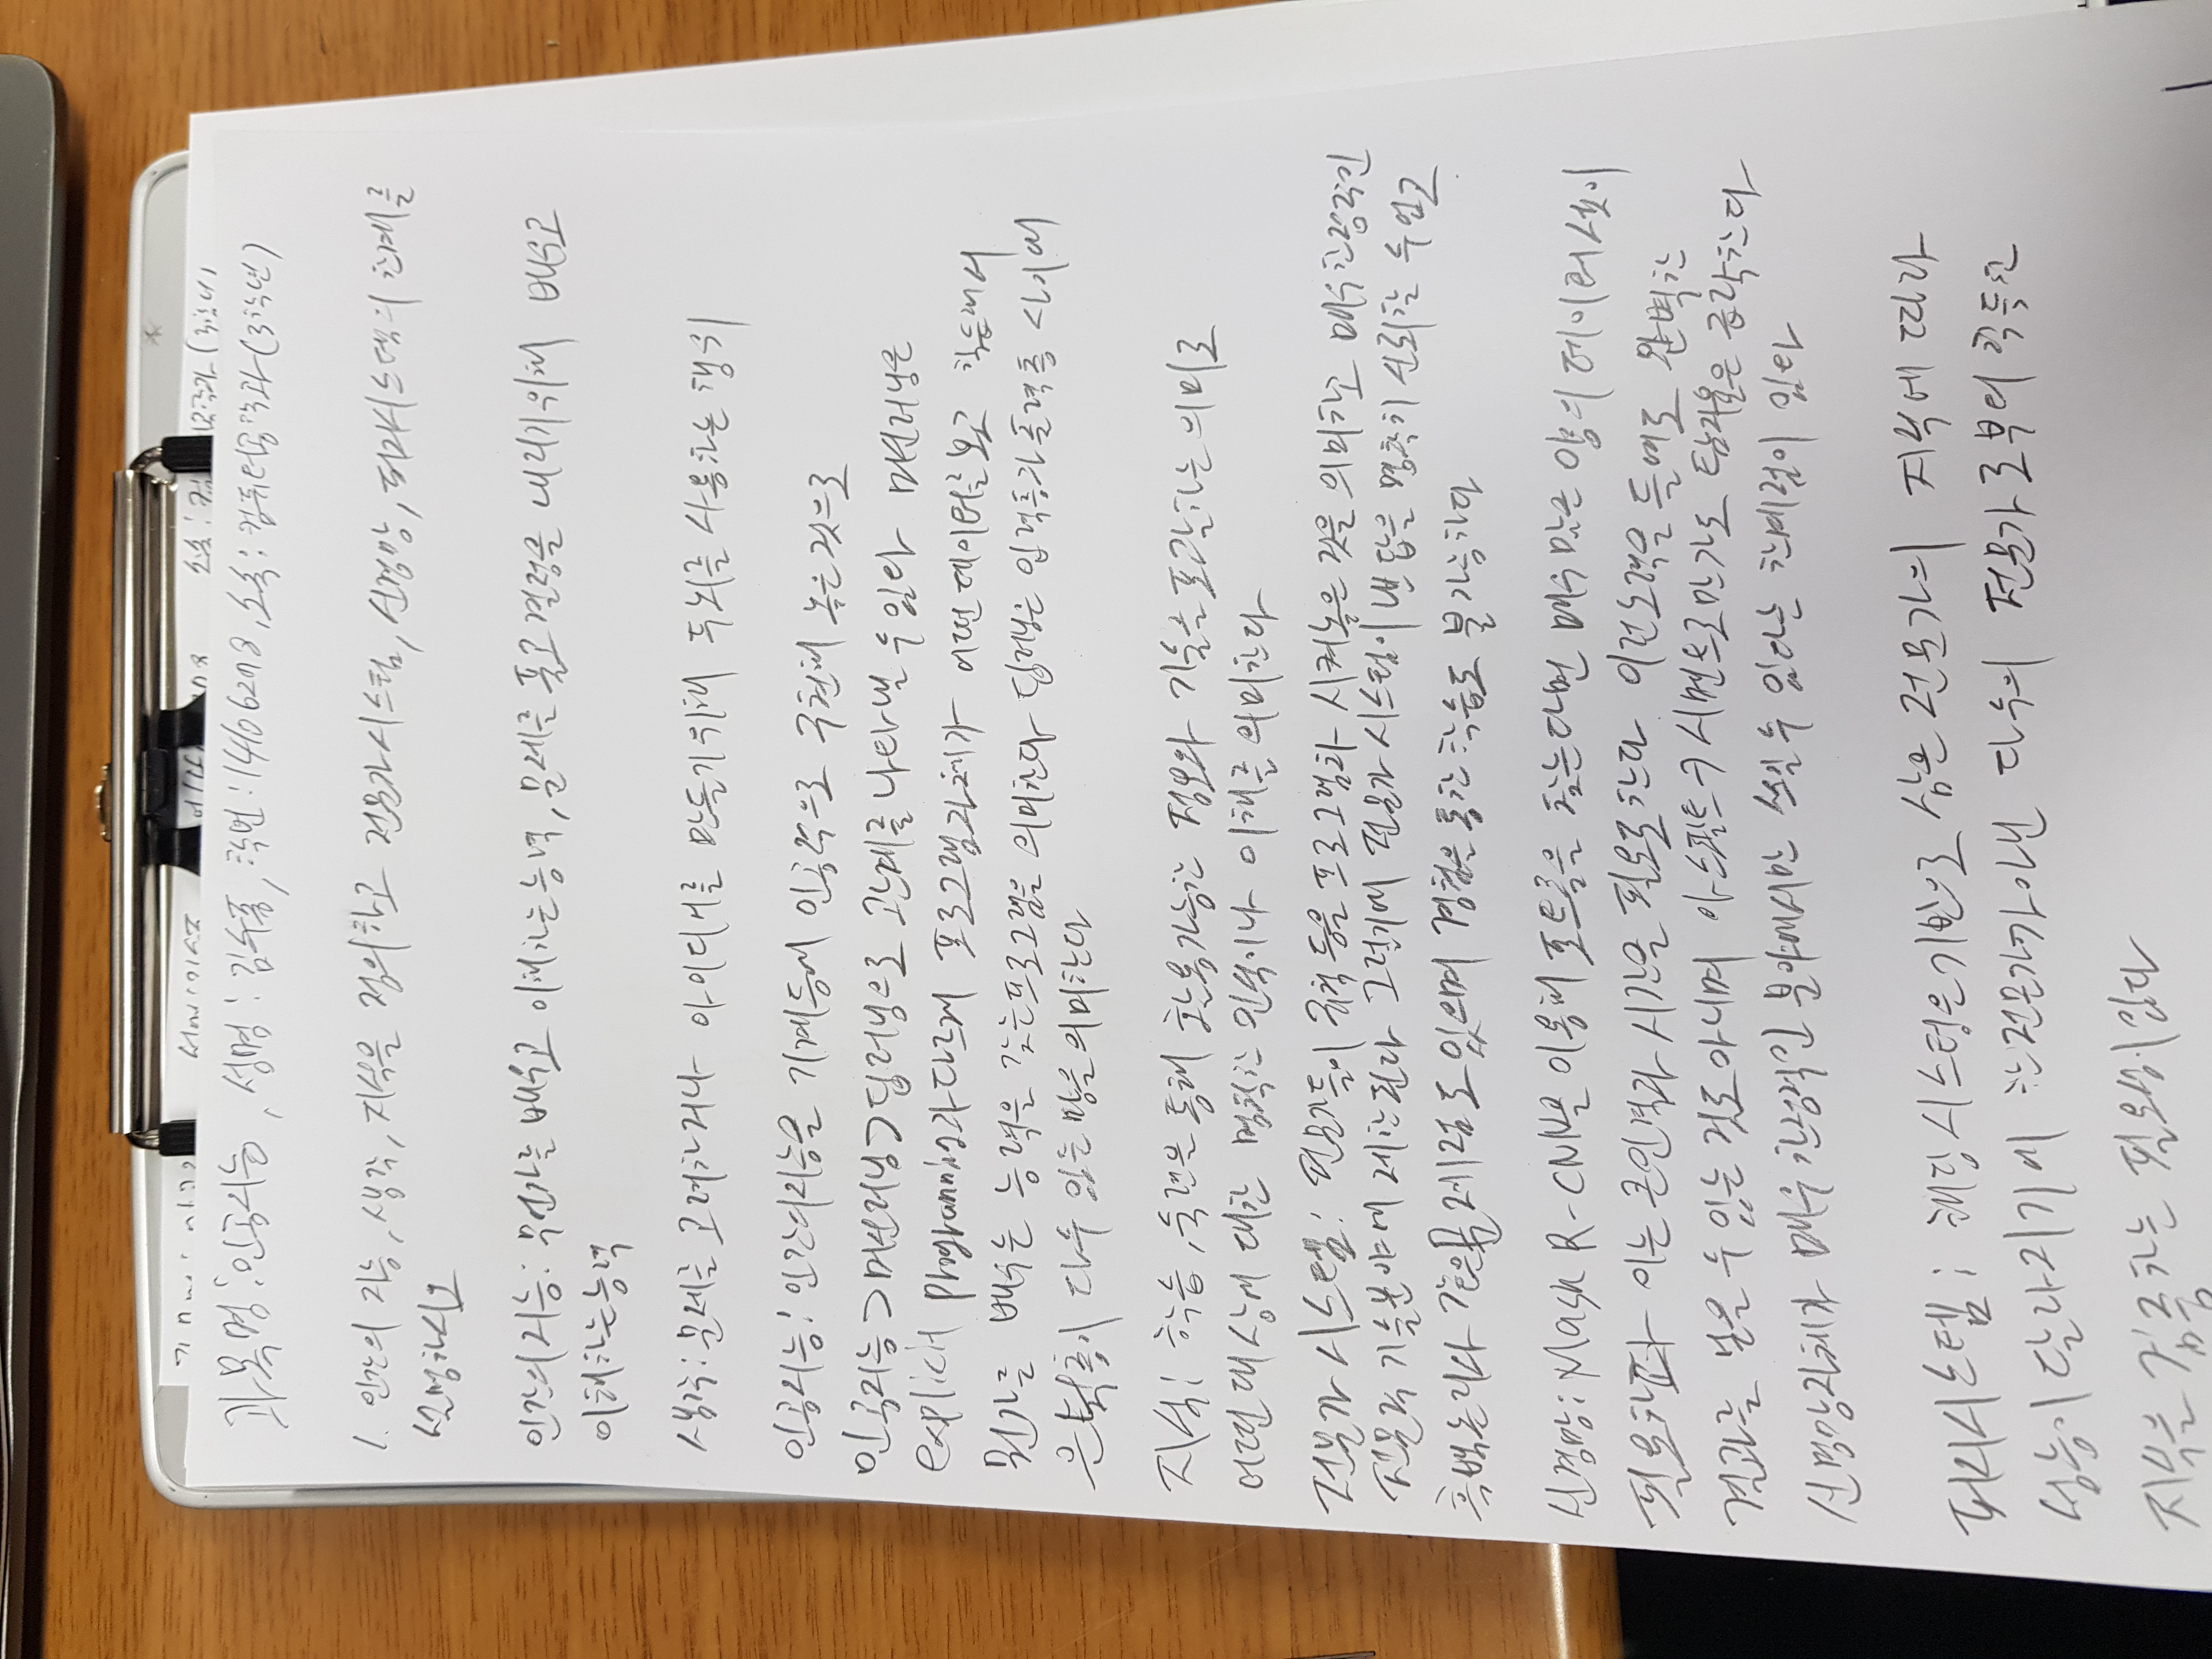 과목명 : 인공지능, 성명 : 김수종, 학번 : 14106278, 소속 : 컴퓨터공학과 (3학년)
1. 인간의 지능, 생각, 지식을 정의하고 전문가시스템, 신경망, 퍼지시스템의 한계를
설명하시오
인간의지능: 무언가를 배우고 이해하는능력, 문제를 풀고 결정을 내리기위해 배우고
이해하는능력
생각: 문제를 고려하거나 아이디어를 만들기위해 두뇌를 사용하는 행위
인공지능: 인간의지능을 기계등에 인공적으로 구현해 놓은것으로
인공지능>머신러닝>딥러닝으로 관계를 나타낼 수있다 머신러닝은
explicit programming과다르게 프로그램자체가 어떤데이터를보고 학습해서
뭔가를 배우는 능력을 갖는프로그램을 의미한다 딥러닝은 입력층과출력층 사이에
은닉층이 다수 있는망을의미한다
지식: 학습, 숙련을 통해 활용가능한 정보와 기술을포괄하는의미로
어떤대상에 대한 명확한 인식이나 이해를의미한다
전문가 시스템: 전문가들이 규칙등을 프로그램화 시켜놓은 것을 의미하고 매우한정적인
전문적 기술분야에 제한된다 그렇기에 전문가 시스템이 낸답을 명확히 신뢰할 수없고
흑백논리와 같은문제점도있으며 경험을통한학습도 불가능하다
신경망: Mask R-CNN을 이용해 포트홀을 찾는다면 매우많은 양의 데이터셋이
필요하고 이는 큰인력과 시간을 필요로한다 이런노력을 들여도 완벽한
결과를 얻을 수있는 것도아니며 아스팔트→시멘트로만가도 탐지율은 급락한다
신경망자체가 매우한정적인 분야에서만 쓰일수 있다는 한계점이 있다
퍼지시스템: 해당시스템은기반으로 삼은 전문가의 지식에 따라
성능이달라지기에 한전문가가아닌 다수의 전문가로부터 획득한
지식을 검증하는 필요성이있다